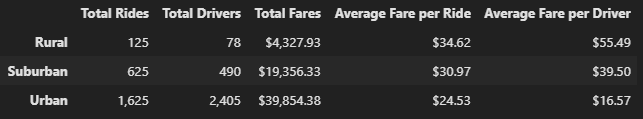 Total Rides Total Drivers Total Fares Average Fare per Ride Average Fare per Driver
Rural 125 78 $4,327.93 $34.62 $55.49
Suburban 625 490 $19,356.33 $30.97 $39.50
Urban 1,625 2,405 $39,854.38 $24.53 $16.57